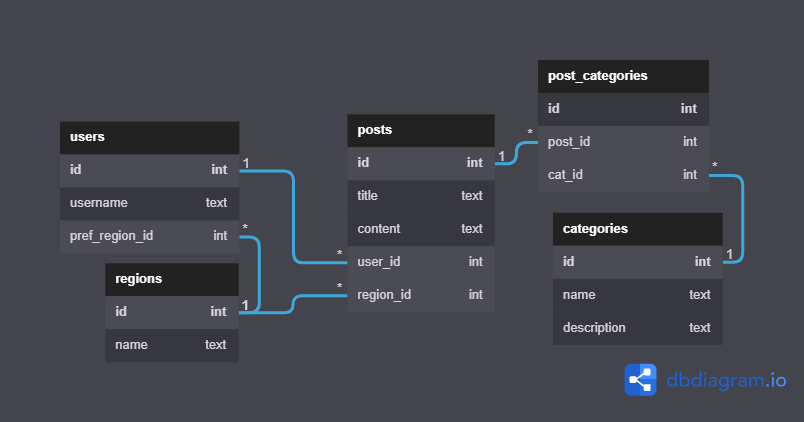 users
id int 1
username text
pref_region_id int *
regions
id int 1
name text
posts
id int 1
title text
content text
* user_id int
* region_id int
post_categories
id int
* post_id int
cat_id int *
categories
id int 1
name text
description text
dbdiagram.io